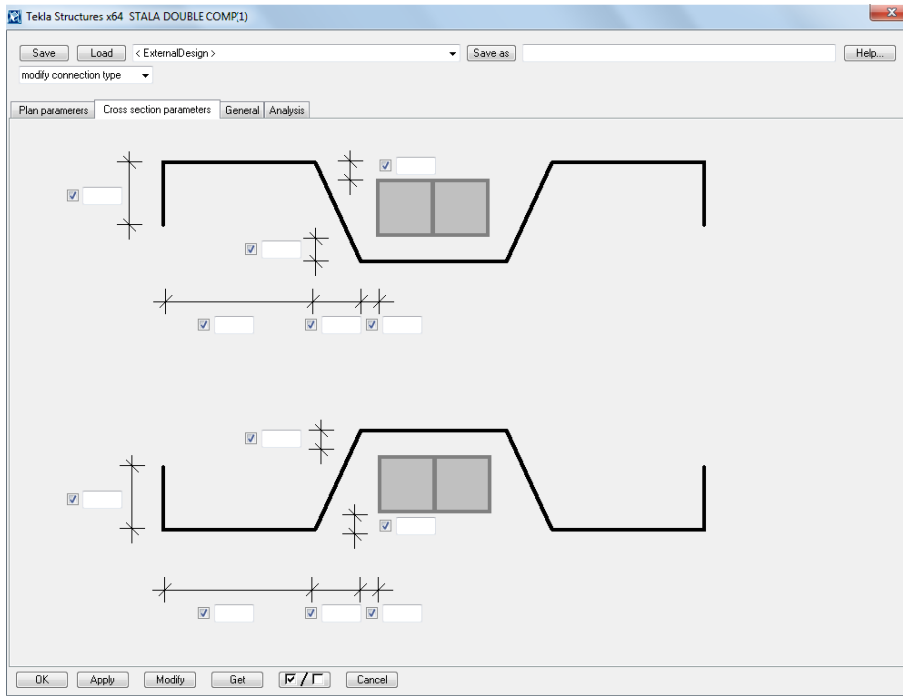 Tekla Structures x64 STALA DOUBLE COMP(1)
Save Load < ExternalDesign > Save as Help...
modify connection type
Plan paramerers Cross section parameters General Analysis
OK Apply Modify Get / Cancel